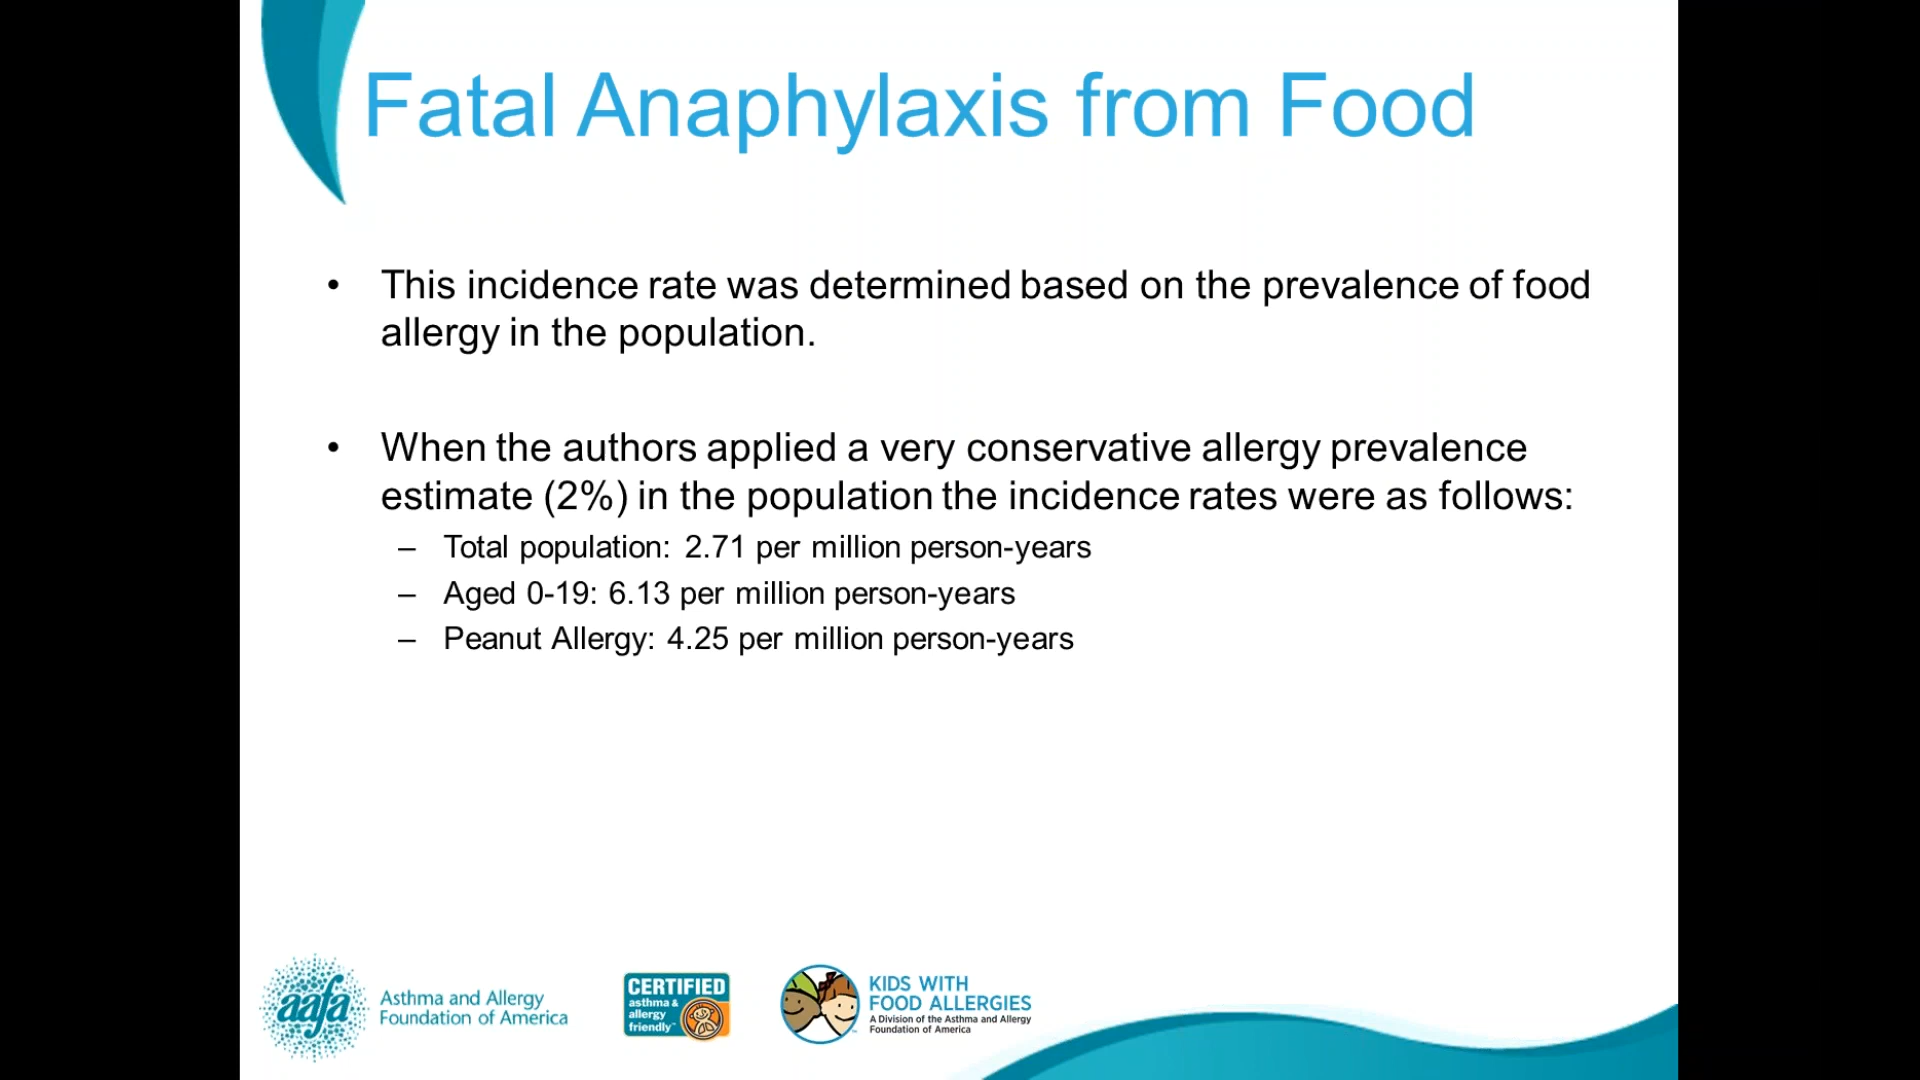 Fatal Anaphylaxis from Food
• This incidence rate was determined based on the prevalence of food
allergy in the population.
• When the authors applied a very conservative allergy prevalence
estimate (2%) in the population the incidence rates were as follows:
– Total population: 2.71 per million person-years
– Aged 0-19: 6.13 per million person-years
– Peanut Allergy: 4.25 per million person-years
aafa
Asthma and Allergy
Foundation of America
CERTIFIED
asthma &
allergy
friendly™
KIDS WITH
FOOD ALLERGIES
A Division of the Asthma and Allergy
Foundation of America